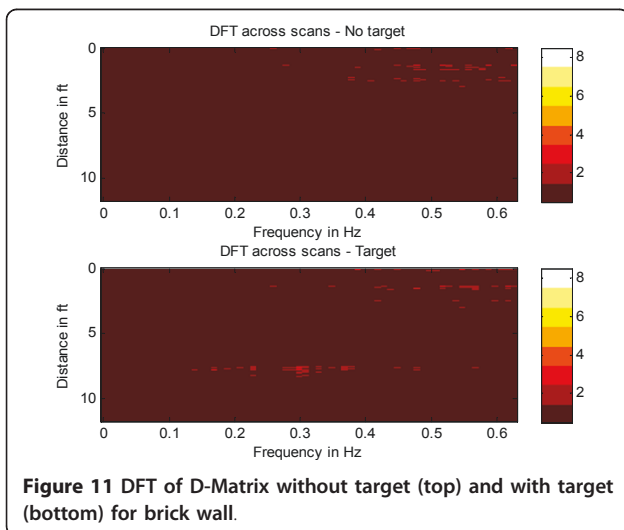 DFT across scans - No target
0
5
10
Distance in ft
0 0.1 0.2 0.3 0.4 0.5 0.6
Frequency in Hz
8
6
4
2
DFT across scans - Target
0
5
10
Distance in ft
0 0.1 0.2 0.3 0.4 0.5 0.6
Frequency in Hz
8
6
4
2
Figure 11 DFT of D-Matrix without target (top) and with target
(bottom) for brick wall.